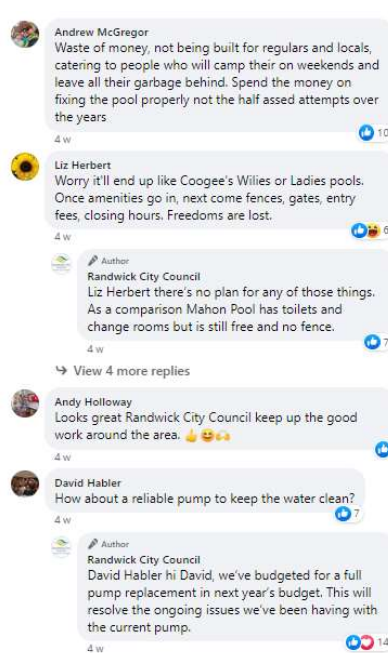 Andrew McGregor
Waste of money, not being built for regulars and locals,
catering to people who will camp their on weekends and
leave all their garbage behind. Spend the money on
fixing the pool properly not the half assed attempts over
the years
4 w
10
Liz Herbert
Worry it'll end up like Coogee's Wilies or Ladies pools.
Once amenities go in, next come fences, gates, entry
fees, closing hours. Freedoms are lost.
4 w
6
Author
Randwick City Council
Liz Herbert there's no plan for any of those things.
As a comparison Mahon Pool has toilets and
change rooms but is still free and no fence.
4 w
7
View 4 more replies
Andy Holloway
Looks great Randwick City Council keep up the good
work around the area. 👍😆🙌
4 w
David Habler
How about a reliable pump to keep the water clean?
4 w
7
Author
Randwick City Council
David Habler hi David, we've budgeted for a full
pump replacement in next year's budget. This will
resolve the ongoing issues we've been having with
the current pump.
4 w
14